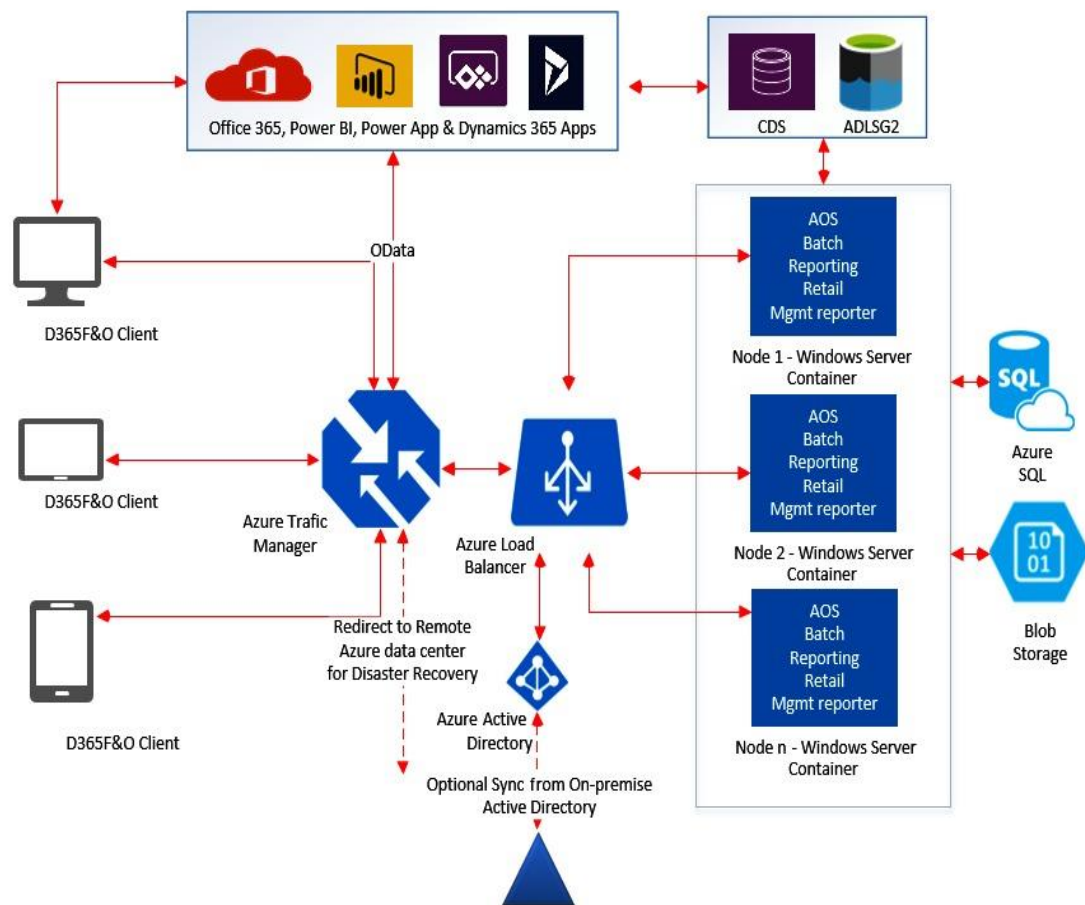 Office 365, Power BI, Power App & Dynamics 365 Apps
CDS
ADLSG2
OData
D365F&O Client
D365F&O Client
D365F&O Client
Azure Trafic
Manager
Redirect to Remote
Azure data center
for Disaster Recovery
Azure Load
Balancer
Azure Active
Directory
Optional Sync from On-premise
Active Directory
AOS
Batch
Reporting
Retail
Mgmt reporter
Node 1 - Windows Server
Container
AOS
Batch
Reporting
Retail
Mgmt reporter
Node 2 - Windows Server
Container
AOS
Batch
Reporting
Retail
Mgmt reporter
Node n - Windows Server
Container
SQL
Azure
SQL
10
01
Blob
Storage